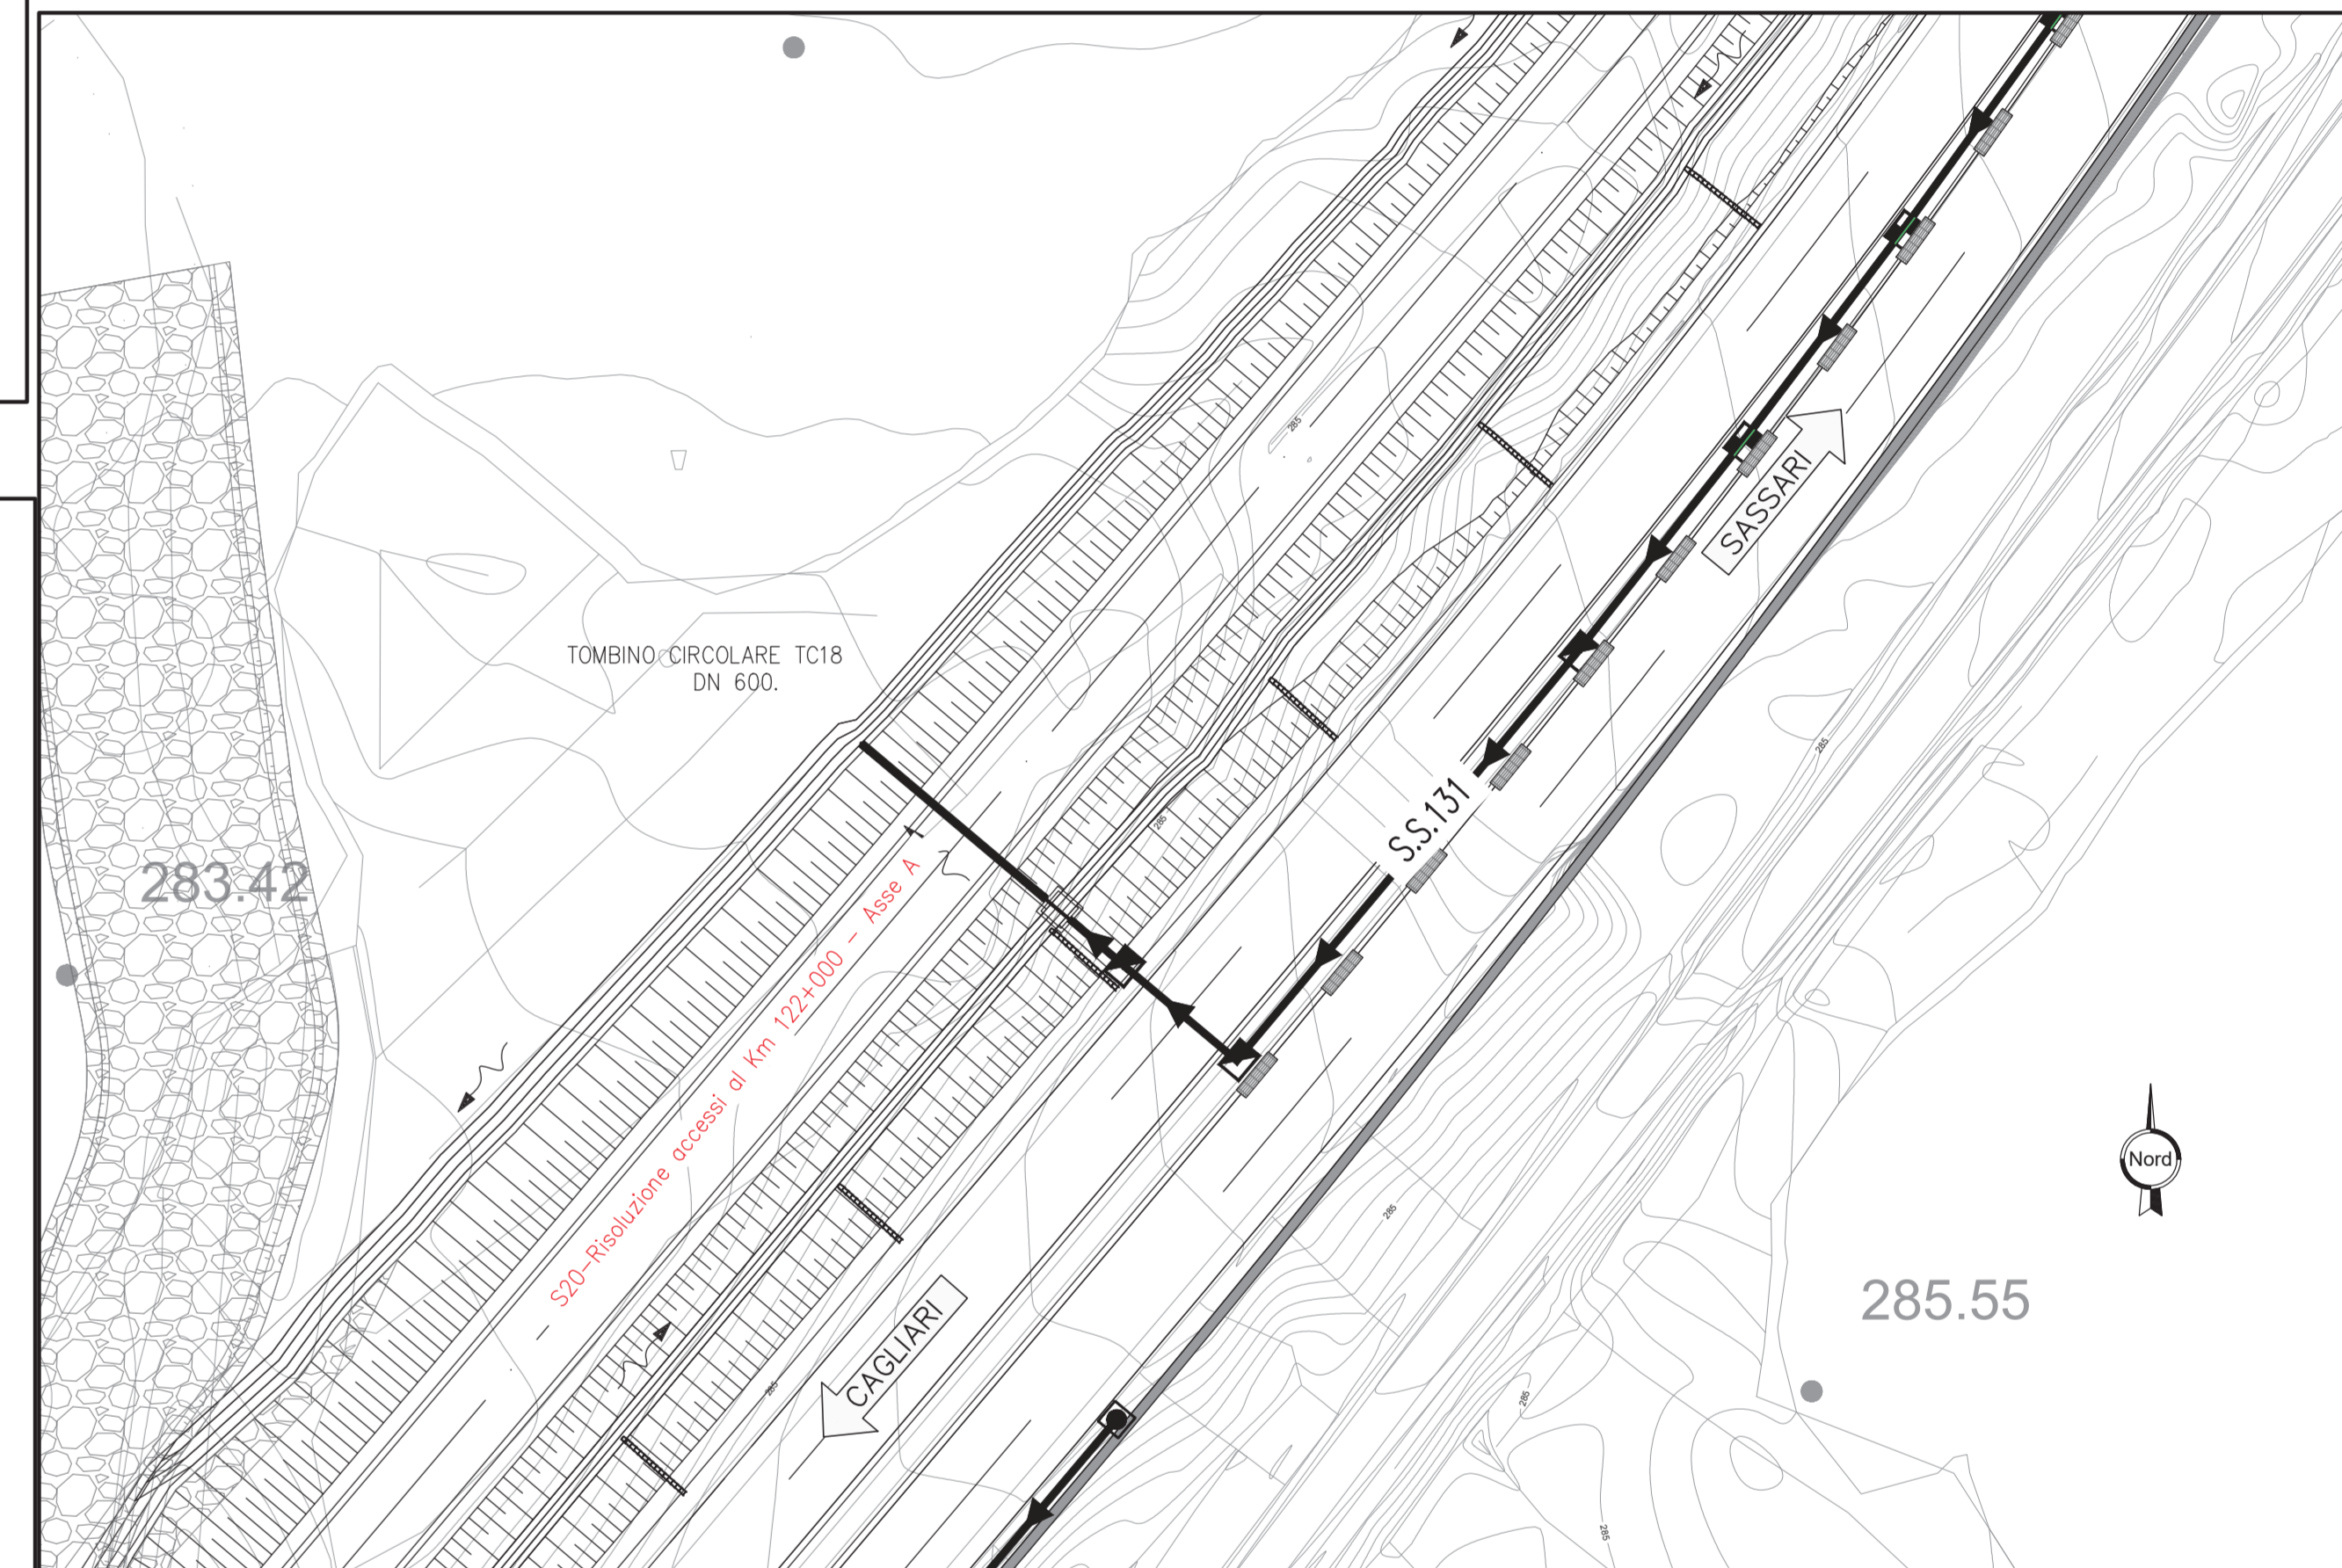 285
SASSARI
TOMBINO CIRCOLARE TC18
DN 600.
285
S.S.131
285
283.42
S20-Risoluzione accessi al Km 122+000 - Asse A
Nord
285
285.55
CAGLIARI
285
285
285